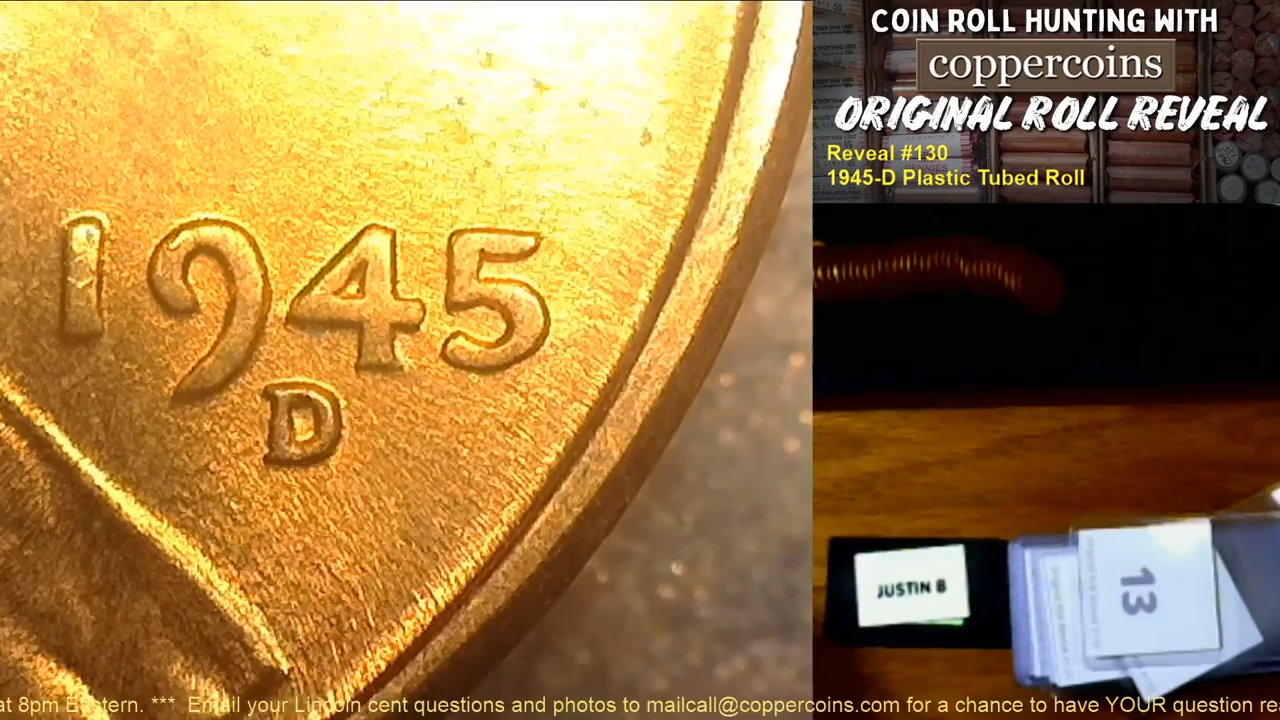 COIN ROLL HUNTING WITH
coppercoins
ORIGINAL ROLL REVEAL
Reveal #130
1945-D Plastic Tubed Roll
1945
D
JUSTIN B
13
at 8pm Eastern. *** Email your Lincoln cent questions and photos to mailcall@coppercoins.com for a chance to have YOUR question rea